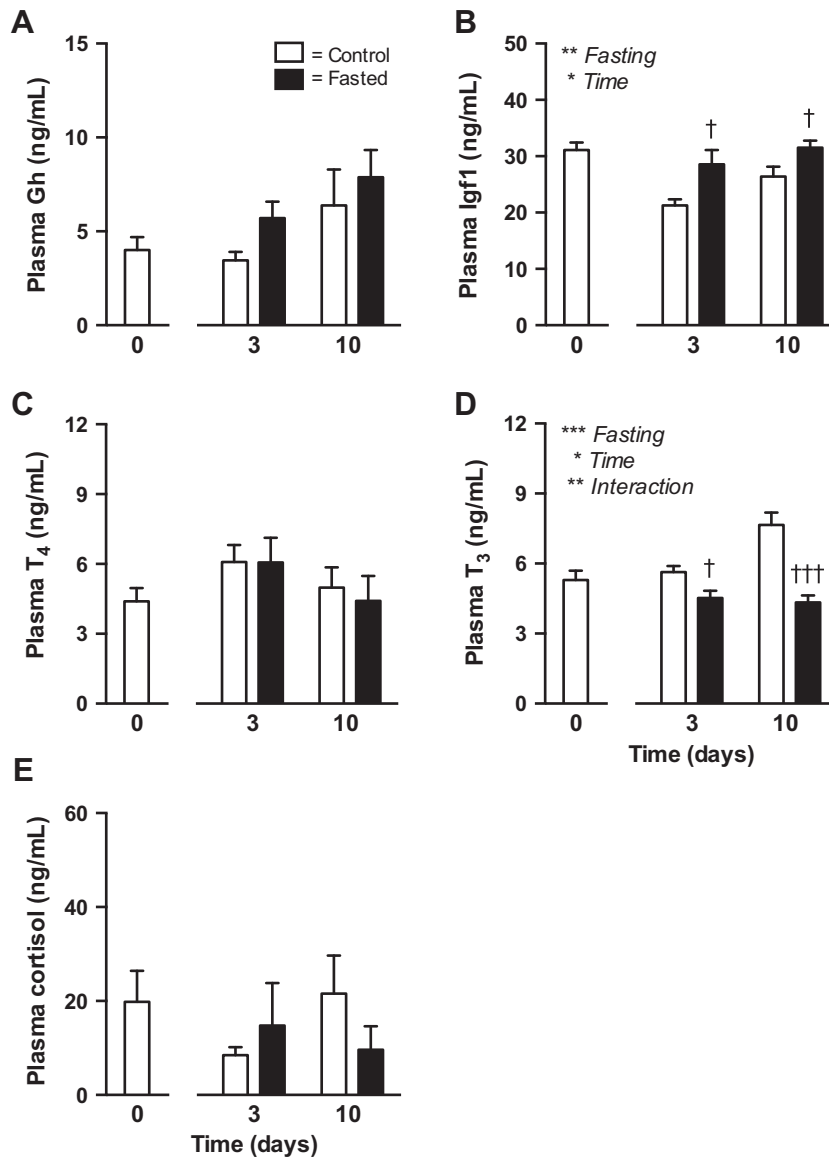 A
Plasma Gh (ng/mL)
15
10
5
0
= Control
= Fasted
0
3
10
B
Plasma Igf1 (ng/mL)
50
40
30
20
10
0
** Fasting
* Time
†
†
0
3
10
C
Plasma T4 (ng/mL)
12
9
6
3
0
0
3
10
D
Plasma T3 (ng/mL)
12
9
6
3
0
*** Fasting
* Time
** Interaction
†
†††
0
3
10
Time (days)
E
Plasma cortisol (ng/mL)
60
40
20
0
0
3
10
Time (days)